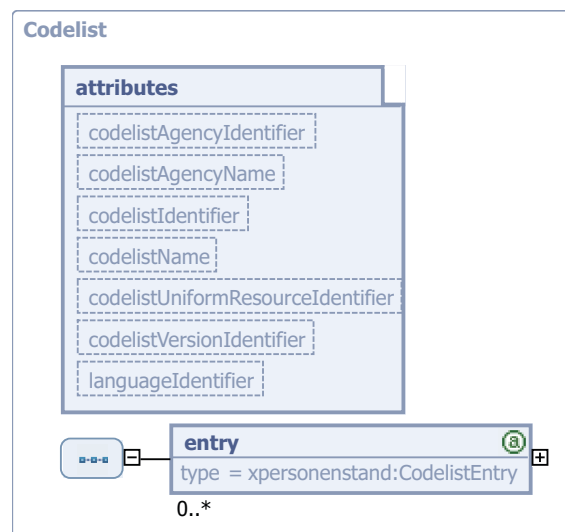 Codelist
attributes
codelistAgencyIdentifier
codelistAgencyName
codelistIdentifier
codelistName
codelistUniformResourceIdentifier
codelistVersionIdentifier
languageIdentifier
entry
@
type = xpersonenstand:CodelistEntry
0..*